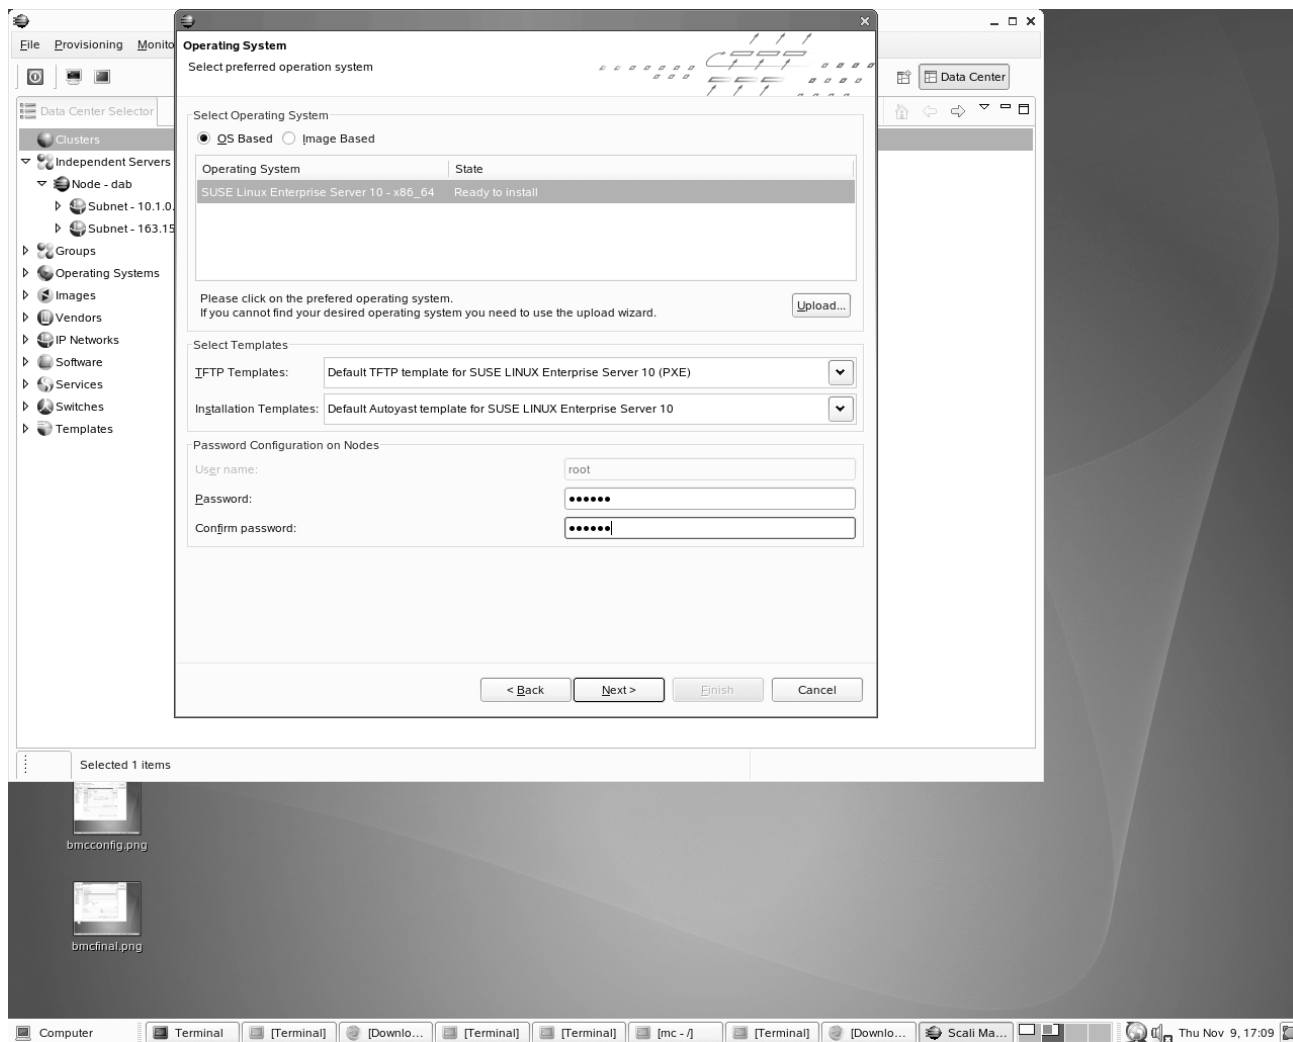 File Provisioning Monito
Operating System
Select preferred operation system
Data Center
Data Center Selector
Select Operating System
OS Based Image Based
Clusters
Independent Servers
Node - dab
Subnet - 10.1.0.
Subnet - 163.15
Groups
Operating Systems
Images
Vendors
IP Networks
Software
Services
Switches
Templates
Operating System State
SUSE Linux Enterprise Server 10 - x86_64 Ready to install
Please click on the prefered operating system.
If you cannot find your desired operating system you need to use the upload wizard.
Upload...
Select Templates
TFTP Templates: Default TFTP template for SUSE LINUX Enterprise Server 10 (PXE)
Installation Templates: Default Autoyast template for SUSE LINUX Enterprise Server 10
Password Configuration on Nodes
User name: root
Password: ●●●●●●
Confirm password: ●●●●●●
< Back Next > Finish Cancel
Selected 1 items
bmcconfig.png
bmcfinal.png
Computer Terminal [Terminal] [Downlo... [Terminal] [Terminal] [mc - /] [Terminal] [Downlo... Scali Ma... Thu Nov 9, 17:09